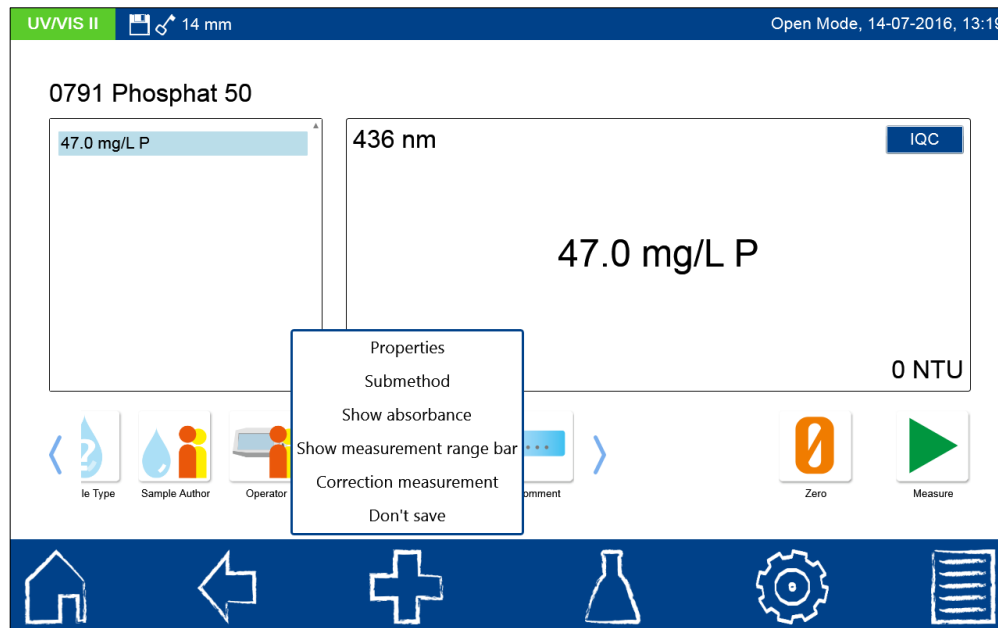 UV/VIS II 14 mm Open Mode, 14-07-2016, 13:19
0791 Phosphat 50
47.0 mg/L P
436 nm
IQC
47.0 mg/L P
0 NTU
Properties
Submethod
Show absorbance
Show measurement range bar
Correction measurement
Don't save
le Type
Sample Author
Operator
omment
Zero
Measure